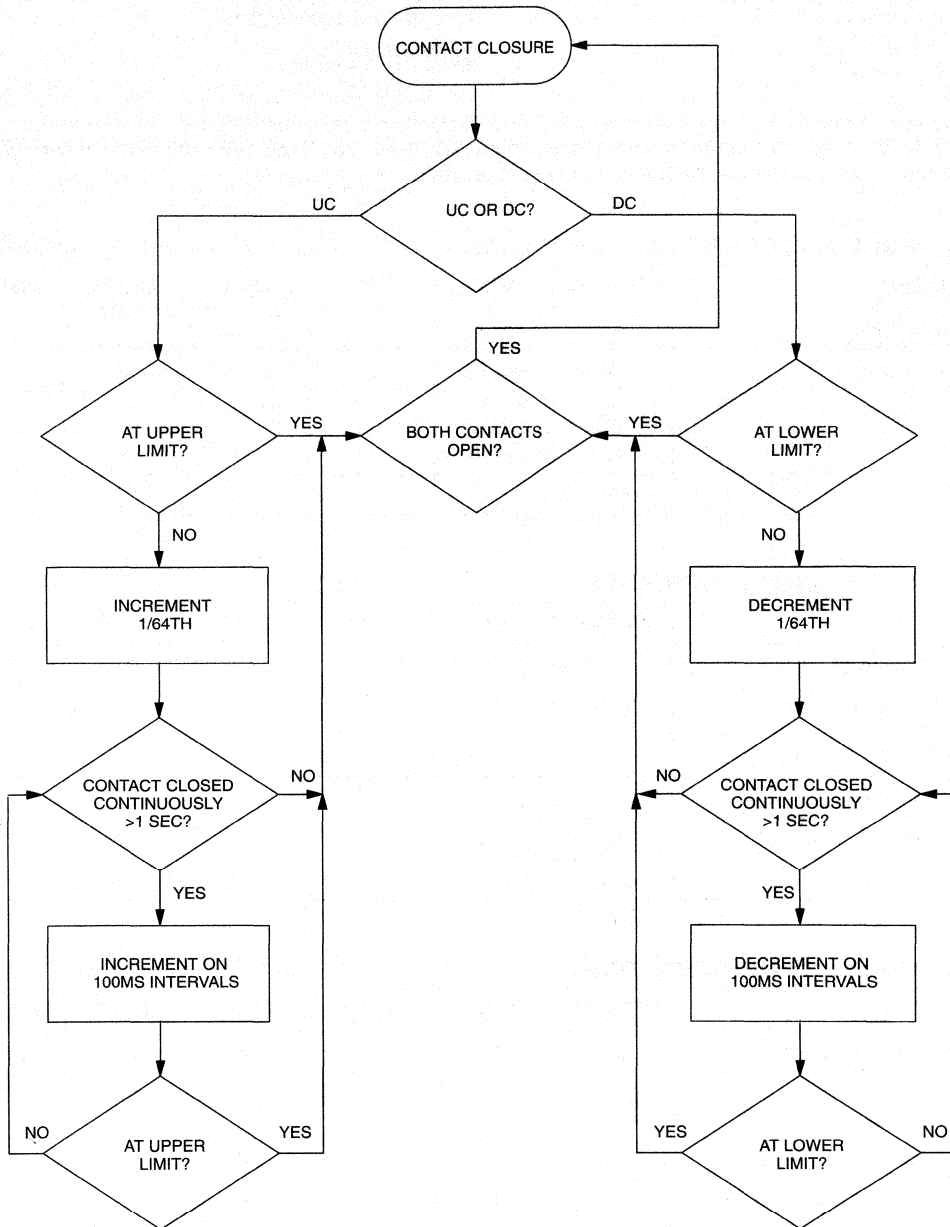 CONTACT CLOSURE
UC
UC OR DC?
DC
YES
AT UPPER
LIMIT?
YES
BOTH CONTACTS
OPEN?
YES
AT LOWER
LIMIT?
NO
NO
INCREMENT
1/64TH
DECREMENT
1/64TH
CONTACT CLOSED
CONTINUOUSLY
>1 SEC?
NO
NO
CONTACT CLOSED
CONTINUOUSLY
>1 SEC?
YES
YES
INCREMENT ON
100MS INTERVALS
DECREMENT ON
100MS INTERVALS
NO
AT UPPER
LIMIT?
YES
YES
AT LOWER
LIMIT?
NO